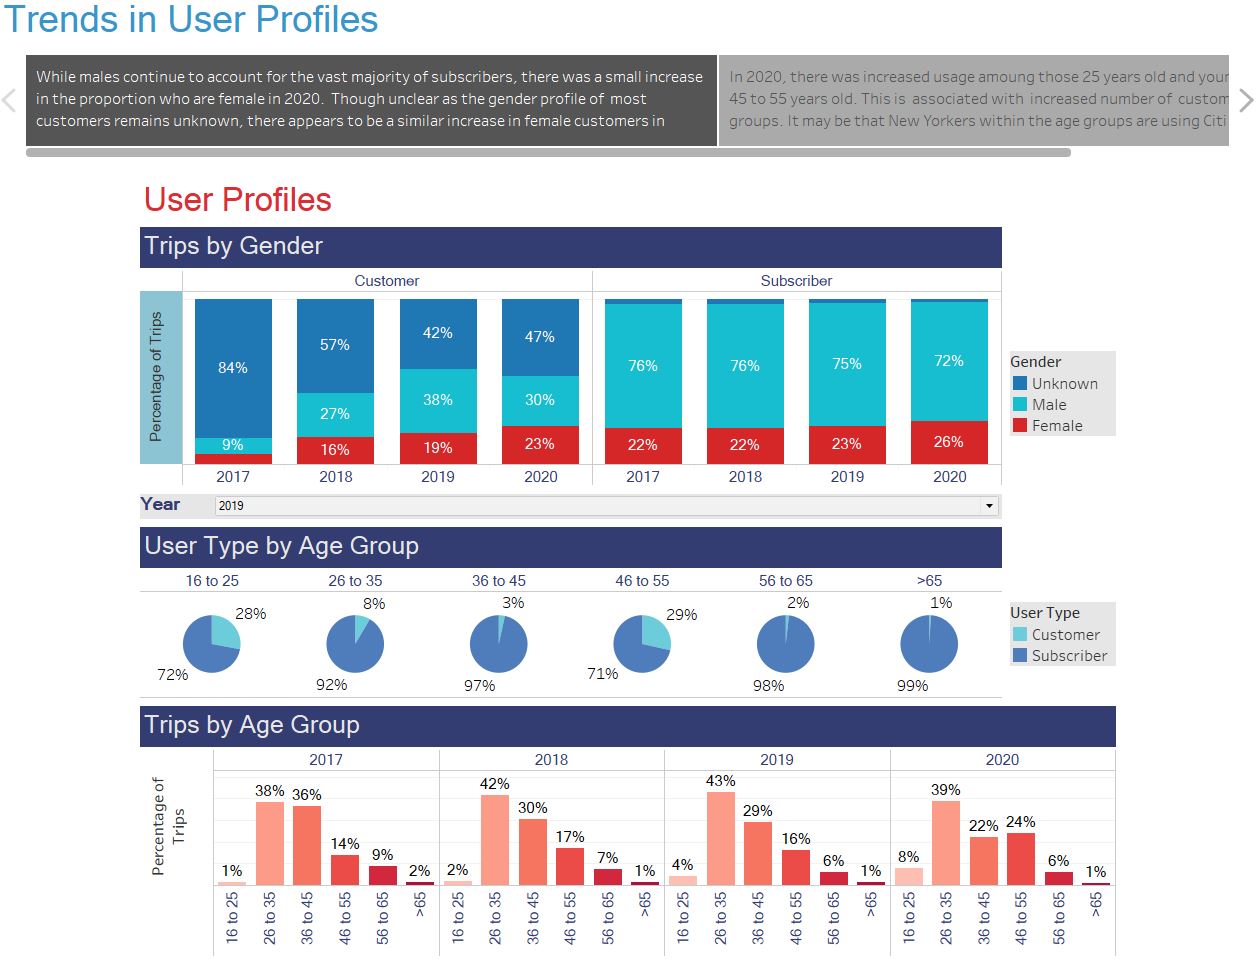 Trends in User Profiles
While males continue to account for the vast majority of subscribers, there was a small increase
in the proportion who are female in 2020. Though unclear as the gender profile of most
customers remains unknown, there appears to be a similar increase in female customers in
In 2020, there was increased usage amoung those 25 years old and your
45 to 55 years old. This is associated with increased number of custom
groups. It may be that New Yorkers within the age groups are using Citi
User Profiles
Trips by Gender
Customer Subscriber
Percentage of Trips
84% 57% 42% 47% 76% 76% 75% 72%
9% 27% 38% 30%
16% 19% 23% 22% 22% 23% 26%
2017 2018 2019 2020 2017 2018 2019 2020
Gender
Unknown
Male
Female
Year 2019
User Type by Age Group
16 to 25 26 to 35 36 to 45 46 to 55 56 to 65 >65
28% 8% 3% 29% 2% 1%
72% 92% 97% 71% 98% 99%
User Type
Customer
Subscriber
Trips by Age Group
2017 2018 2019 2020
Percentage of
Trips
1% 38% 36% 14% 9% 2% 2% 42% 30% 17% 7% 1% 4% 43% 29% 16% 6% 1% 8% 39% 22% 24% 6% 1%
16 to 25 26 to 35 36 to 45 46 to 55 56 to 65 >65 16 to 25 26 to 35 36 to 45 46 to 55 56 to 65 >65 16 to 25 26 to 35 36 to 45 46 to 55 56 to 65 >65 16 to 25 26 to 35 36 to 45 46 to 55 56 to 65 >65